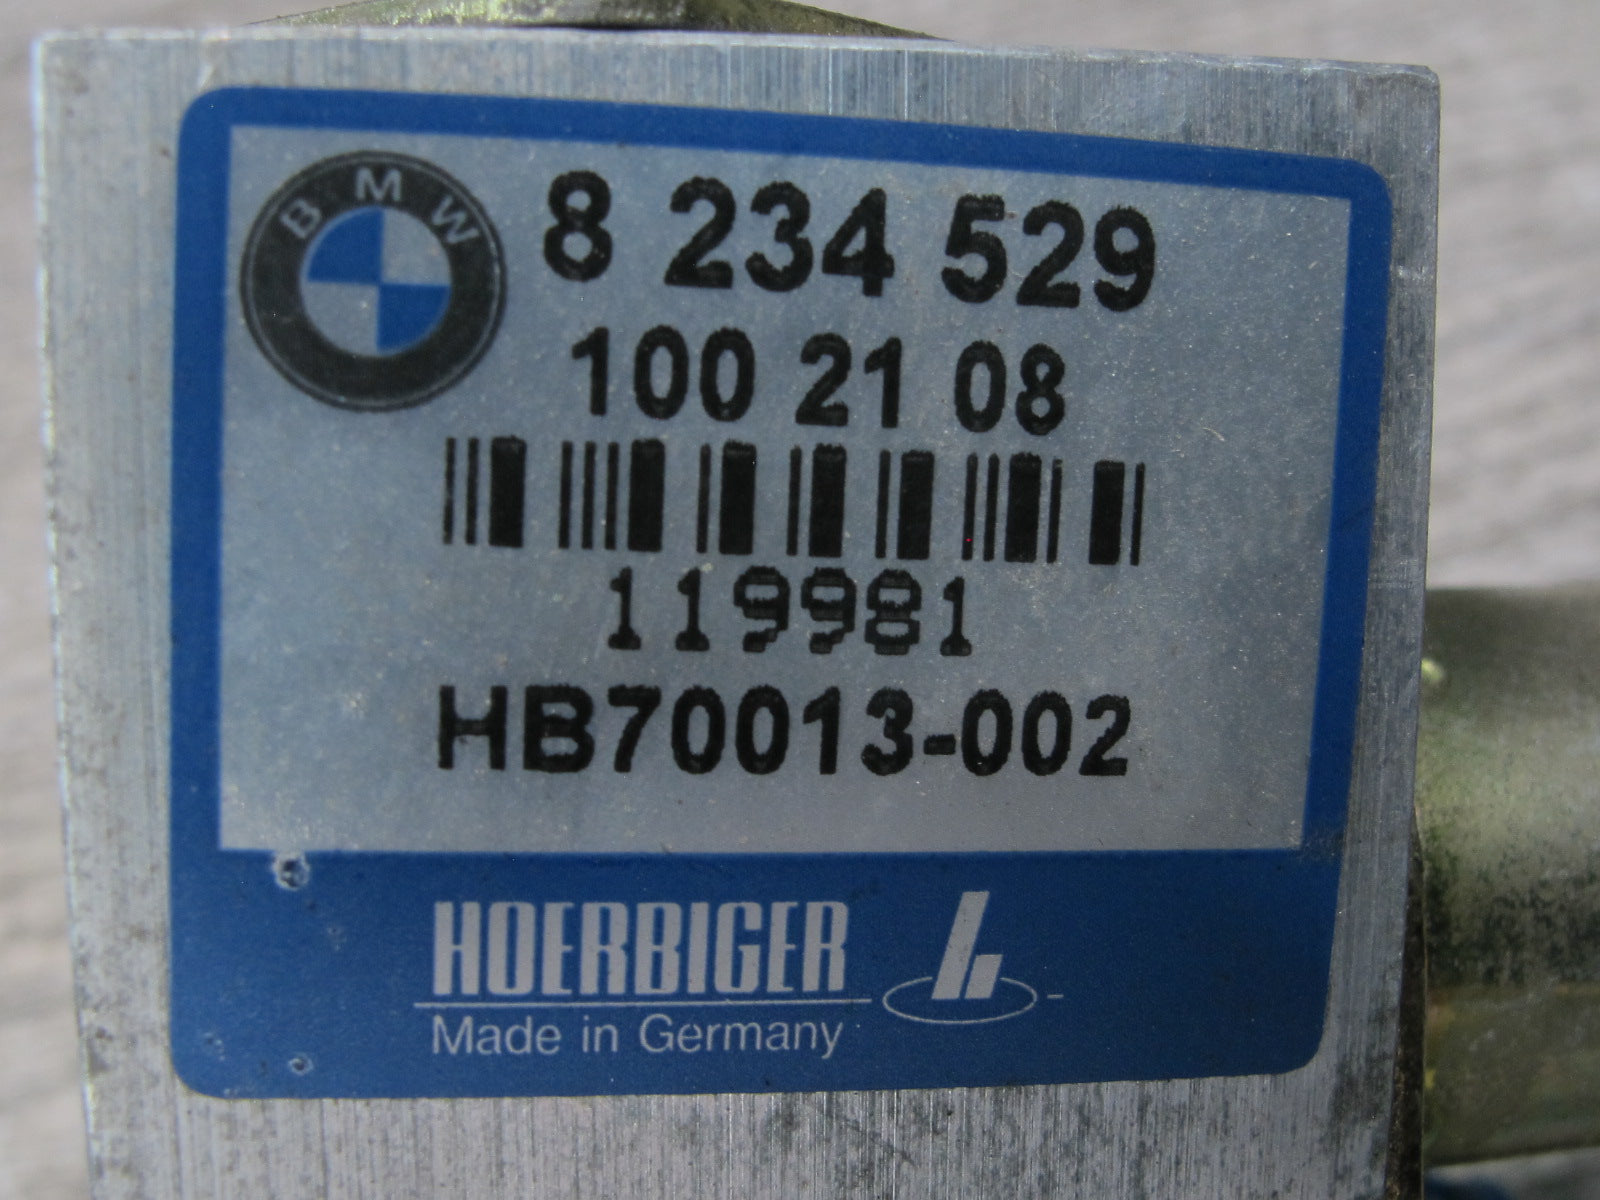 BMW
8 234 529
100 21 08
119981
HB70013-002
HOERBIGER
Made in Germany